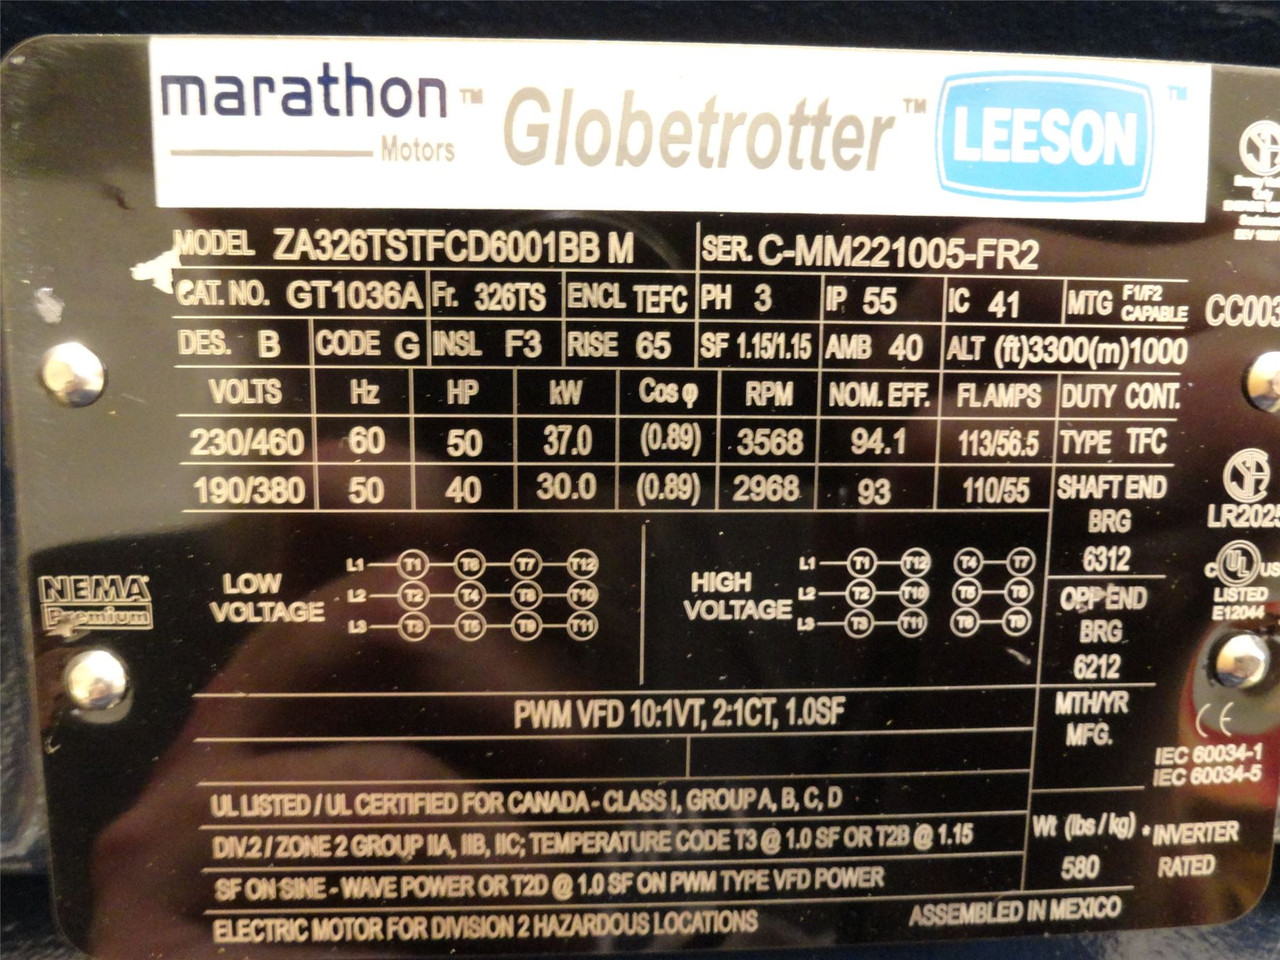 marathon™ Globetrotter™ LEESON™
Motors
MODEL ZA326TSTFCD6001BB M SER. C-MM221005-FR2
CAT. NO. GT1036A Fr. 326TS ENCL TEFC PH 3 IP 55 IC 41 MTG F1/F2 CAPABLE
CC003
DES. B CODE G INSL F3 RISE 65 SF 1.15/1.15 AMB 40 ALT (ft)3300(m)1000
VOLTS Hz HP kW Cos φ RPM NOM. EFF. FL AMPS DUTY CONT.
230/460 60 50 37.0 (0.89) 3568 94.1 113/56.5 TYPE TFC
190/380 50 40 30.0 (0.89) 2968 93 110/55 SHAFT END
BRG
6312
LR2025
LOW
VOLTAGE
L1 T1 T6 T7 T12
L2 T2 T4 T8 T10
L3 T3 T5 T9 T11
HIGH
VOLTAGE
L1 T1 T12 T4 T7
L2 T2 T10 T5 T8
L3 T3 T11 T6 T9
OPP END
BRG
6212
C UL US
LISTED
E12044
NEMA
Premium
PWM VFD 10:1VT, 2:1CT, 1.0SF
MTH/YR
MFG.
CE
IEC 60034-1
IEC 60034-5
UL LISTED / UL CERTIFIED FOR CANADA - CLASS I, GROUP A, B, C, D
DIV.2 / ZONE 2 GROUP IIA, IIB, IIC; TEMPERATURE CODE T3 @ 1.0 SF OR T2B @ 1.15
SF ON SINE - WAVE POWER OR T2D @ 1.0 SF ON PWM TYPE VFD POWER
ELECTRIC MOTOR FOR DIVISION 2 HAZARDOUS LOCATIONS
ASSEMBLED IN MEXICO
Wt (lbs / kg)
580
* INVERTER
RATED